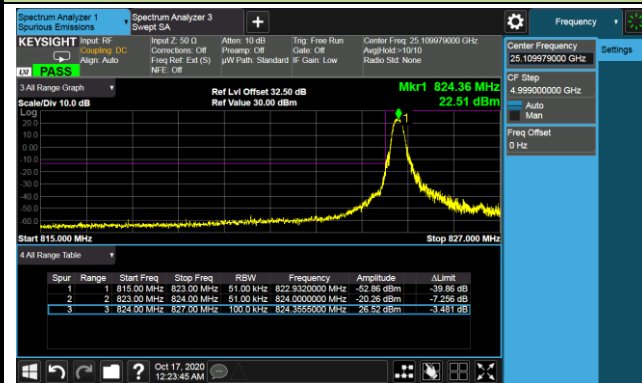 Spectrum Analyzer 1
Spurious Emissions
Spectrum Analyzer 3
Swept SA
+
Frequency
KEYSIGHT
Input: RF
Coupling: DC
Align: Auto
Input Z: 50 Ω
Corrections: Off
Freq Ref: Ext (S)
NFE: Off
Atten: 10 dB
Preamp: Off
µW Path: Standard
Trig: Free Run
Gate: Off
IF Gain: Low
Center Freq: 25.109979000 GHz
Avg|Hold:>10/10
Radio Std: None
LXI PASS
3 All Range Graph
Ref Lvl Offset 32.50 dB
Mkr1 824.36 MHz
Scale/Div 10.0 dB
Ref Value 30.00 dBm
22.51 dBm
Log
20.0
10.0
0.00
-10.0
-20.0
-30.0
-40.0
-50.0
-60.0
1
Start 815.000 MHz
Stop 827.000 MHz
4 All Range Table
Spur Range Start Freq Stop Freq RBW Frequency Amplitude ΔLimit
1 1 815.00 MHz 823.00 MHz 51.00 kHz 822.9320000 MHz -52.86 dBm -39.86 dB
2 2 823.00 MHz 824.00 MHz 51.00 kHz 824.0000000 MHz -20.26 dBm -7.256 dB
3 3 824.00 MHz 827.00 MHz 100.0 kHz 824.3555000 MHz 26.52 dBm -3.481 dB
Center Frequency
25.109979000 GHz
Settings
CF Step
4.999000000 GHz
Auto
Man
Freq Offset
0 Hz
?
Oct 17, 2020
12:23:45 AM